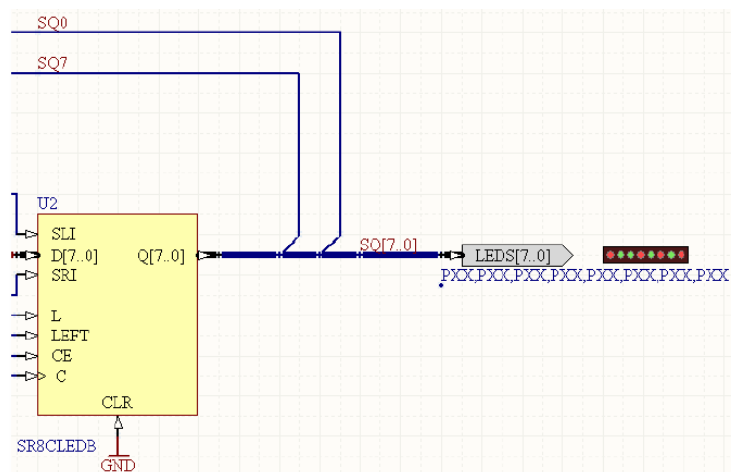 SQ0
SQ7
U2
SLI
D[7..0] Q[7..0] SQ[7..0] LEDS[7..0]
SRI
PXX,PXX,PXX,PXX,PXX,PXX,PXX,PXX
L
LEFT
CE
C
CLR
SR8CLEDB
GND